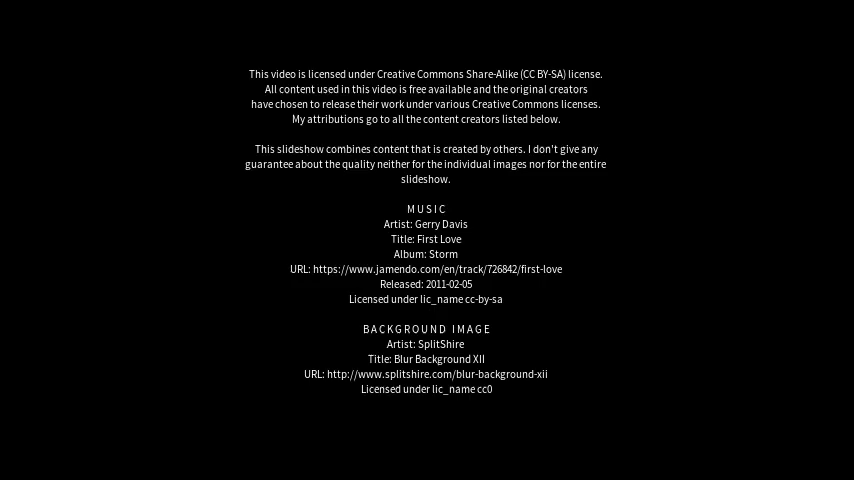 This video is licensed under Creative Commons Share-Alike (CC BY-SA) license.
All content used in this video is free available and the original creators
have chosen to release their work under various Creative Commons licenses.
My attributions go to all the content creators listed below.
This slideshow combines content that is created by others. I don't give any
guarantee about the quality neither for the individual images nor for the entire
slideshow.
MUSIC
Artist: Gerry Davis
Title: First Love
Album: Storm
URL: https://www.jamendo.com/en/track/726842/first-love
Released: 2011-02-05
Licensed under lic_name cc-by-sa
BACKGROUND IMAGE
Artist: SplitShire
Title: Blur Background XII
URL: http://www.splitshire.com/blur-background-xii
Licensed under lic_name cc0